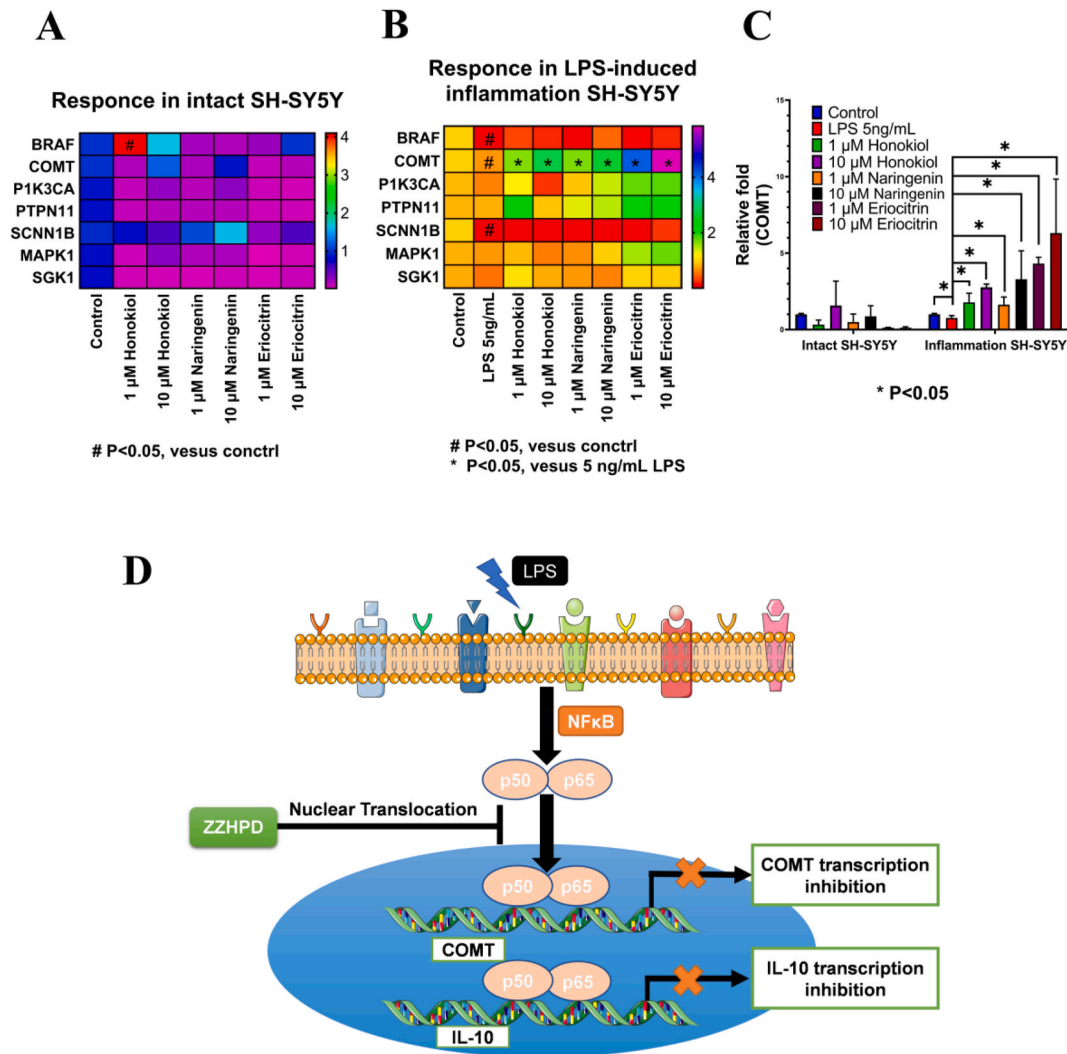 A
Responce in intact SH-SY5Y
BRAF
COMT
P1K3CA
PTPN11
SCNN1B
MAPK1
SGK1
#
4
3
2
1
0
Control
1 μM Honokiol
10 μM Honokiol
1 μM Naringenin
10 μM Naringenin
1 μM Eriocitrin
10 μM Eriocitrin
# P<0.05, vesus conctrl
B
Responce in LPS-induced
inflammation SH-SY5Y
BRAF
COMT
P1K3CA
PTPN11
SCNN1B
MAPK1
SGK1
#
# * * * * * *
#
4
2
Control
LPS 5ng/mL
1 μM Honokiol
10 μM Honokiol
1 μM Naringenin
10 μM Naringenin
1 μM Eriocitrin
10 μM Eriocitrin
# P<0.05, vesus conctrl
* P<0.05, vesus 5 ng/mL LPS
C
Relative fold
(COMT)
15
10
5
0
Control
LPS 5ng/mL
1 μM Honokiol
10 μM Honokiol
1 μM Naringenin
10 μM Naringenin
1 μM Eriocitrin
10 μM Eriocitrin
*
*
*
*
*
*
*
Intact SH-SY5Y
Inflammation SH-SY5Y
* P<0.05
D
LPS
NFκB
p50 p65
ZZHPD
Nuclear Translocation
p50 p65
COMT
COMT transcription
inhibition
p50 p65
IL-10
IL-10 transcription
inhibition